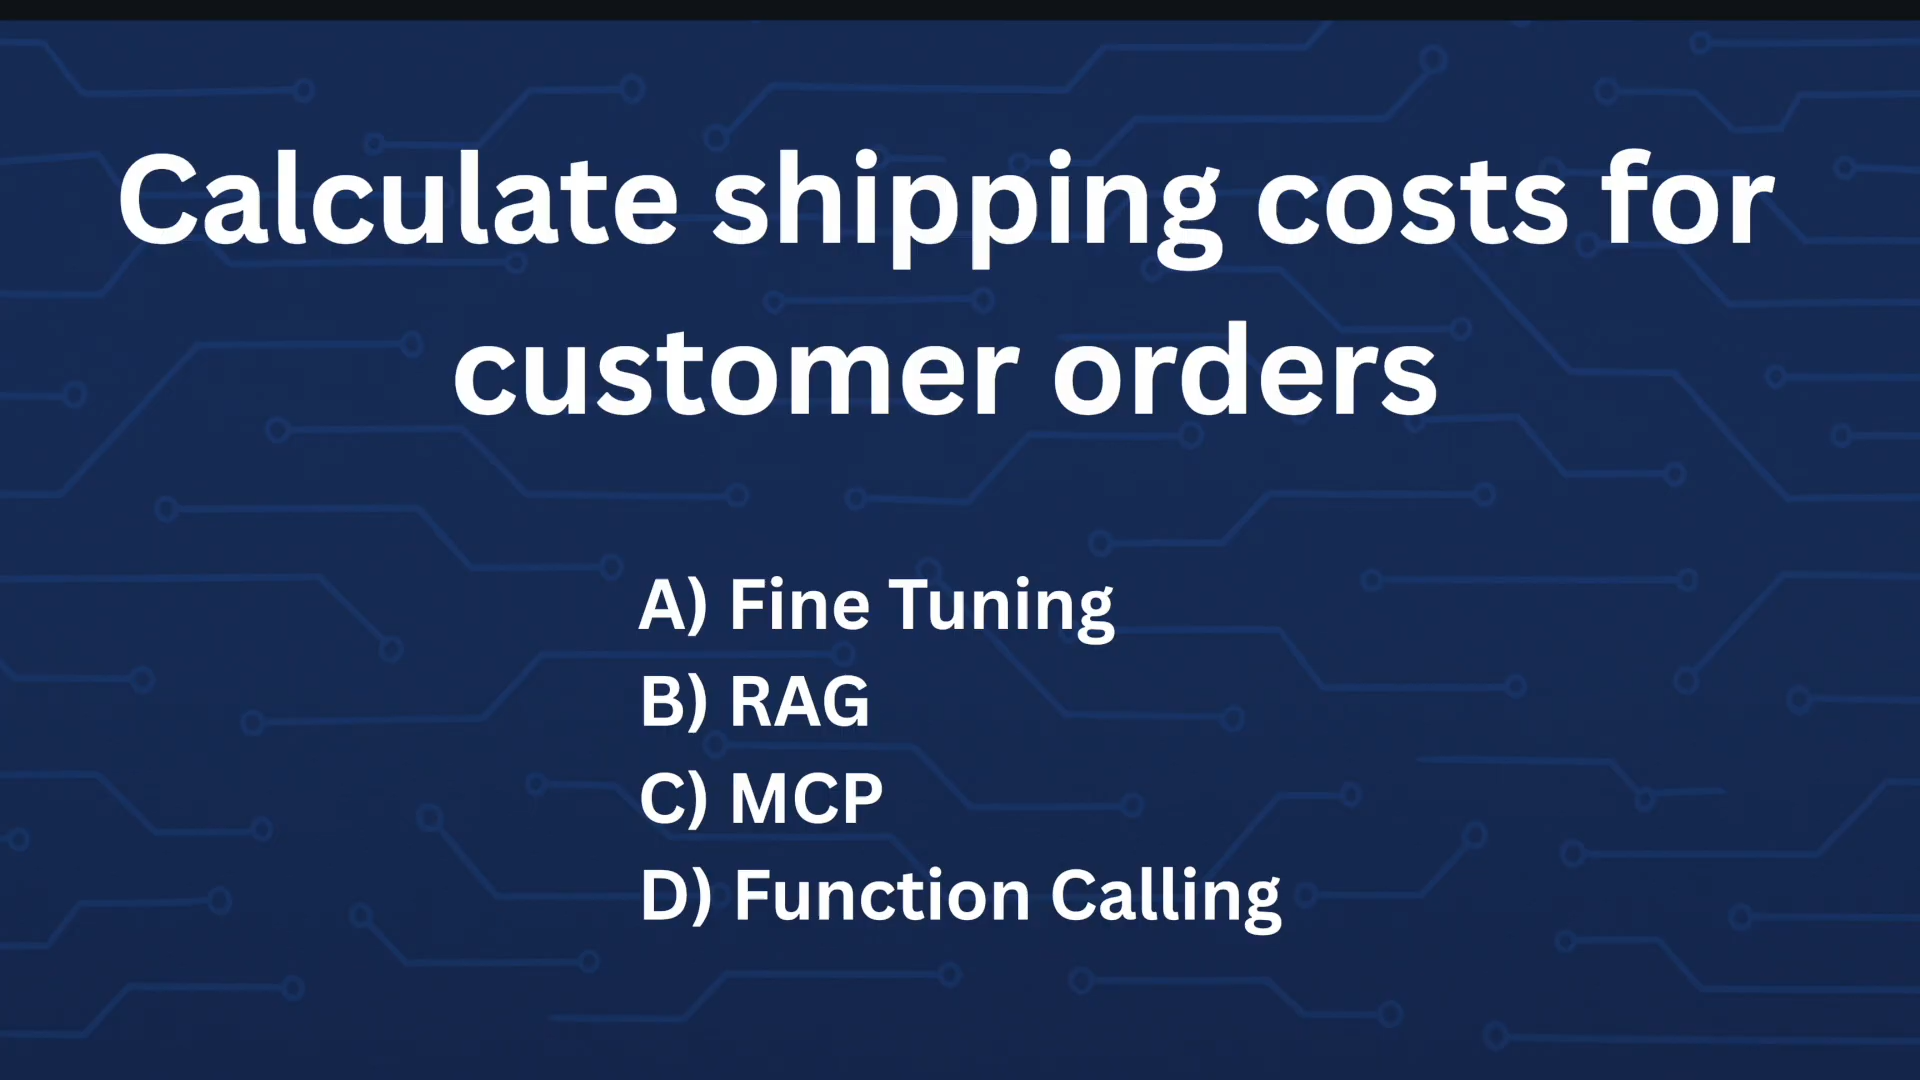 Calculate shipping costs for
customer orders
A) Fine Tuning
B) RAG
C) MCP
D) Function Calling